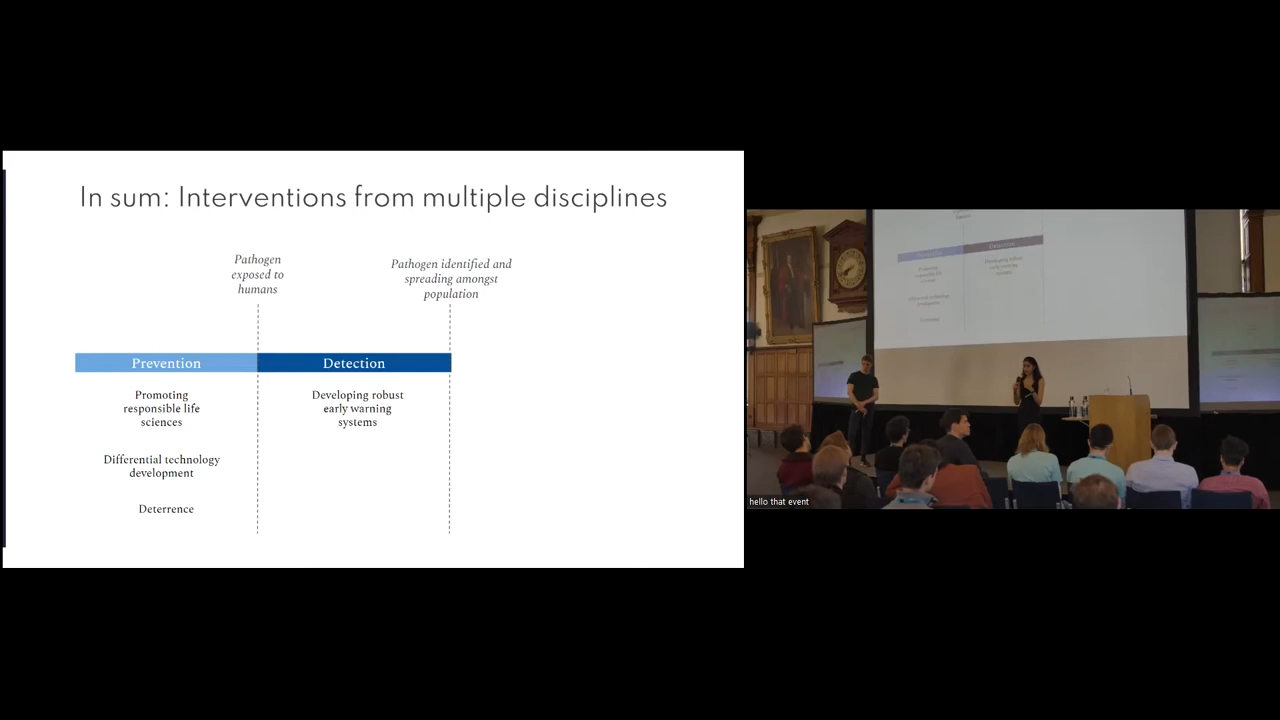 In sum: Interventions from multiple disciplines
Pathogen
exposed to
humans
Pathogen identified and
spreading amongst
population
Prevention
Detection
Promoting
responsible life
sciences
Developing robust
early warning
systems
Differential technology
development
Deterrence
hello that event